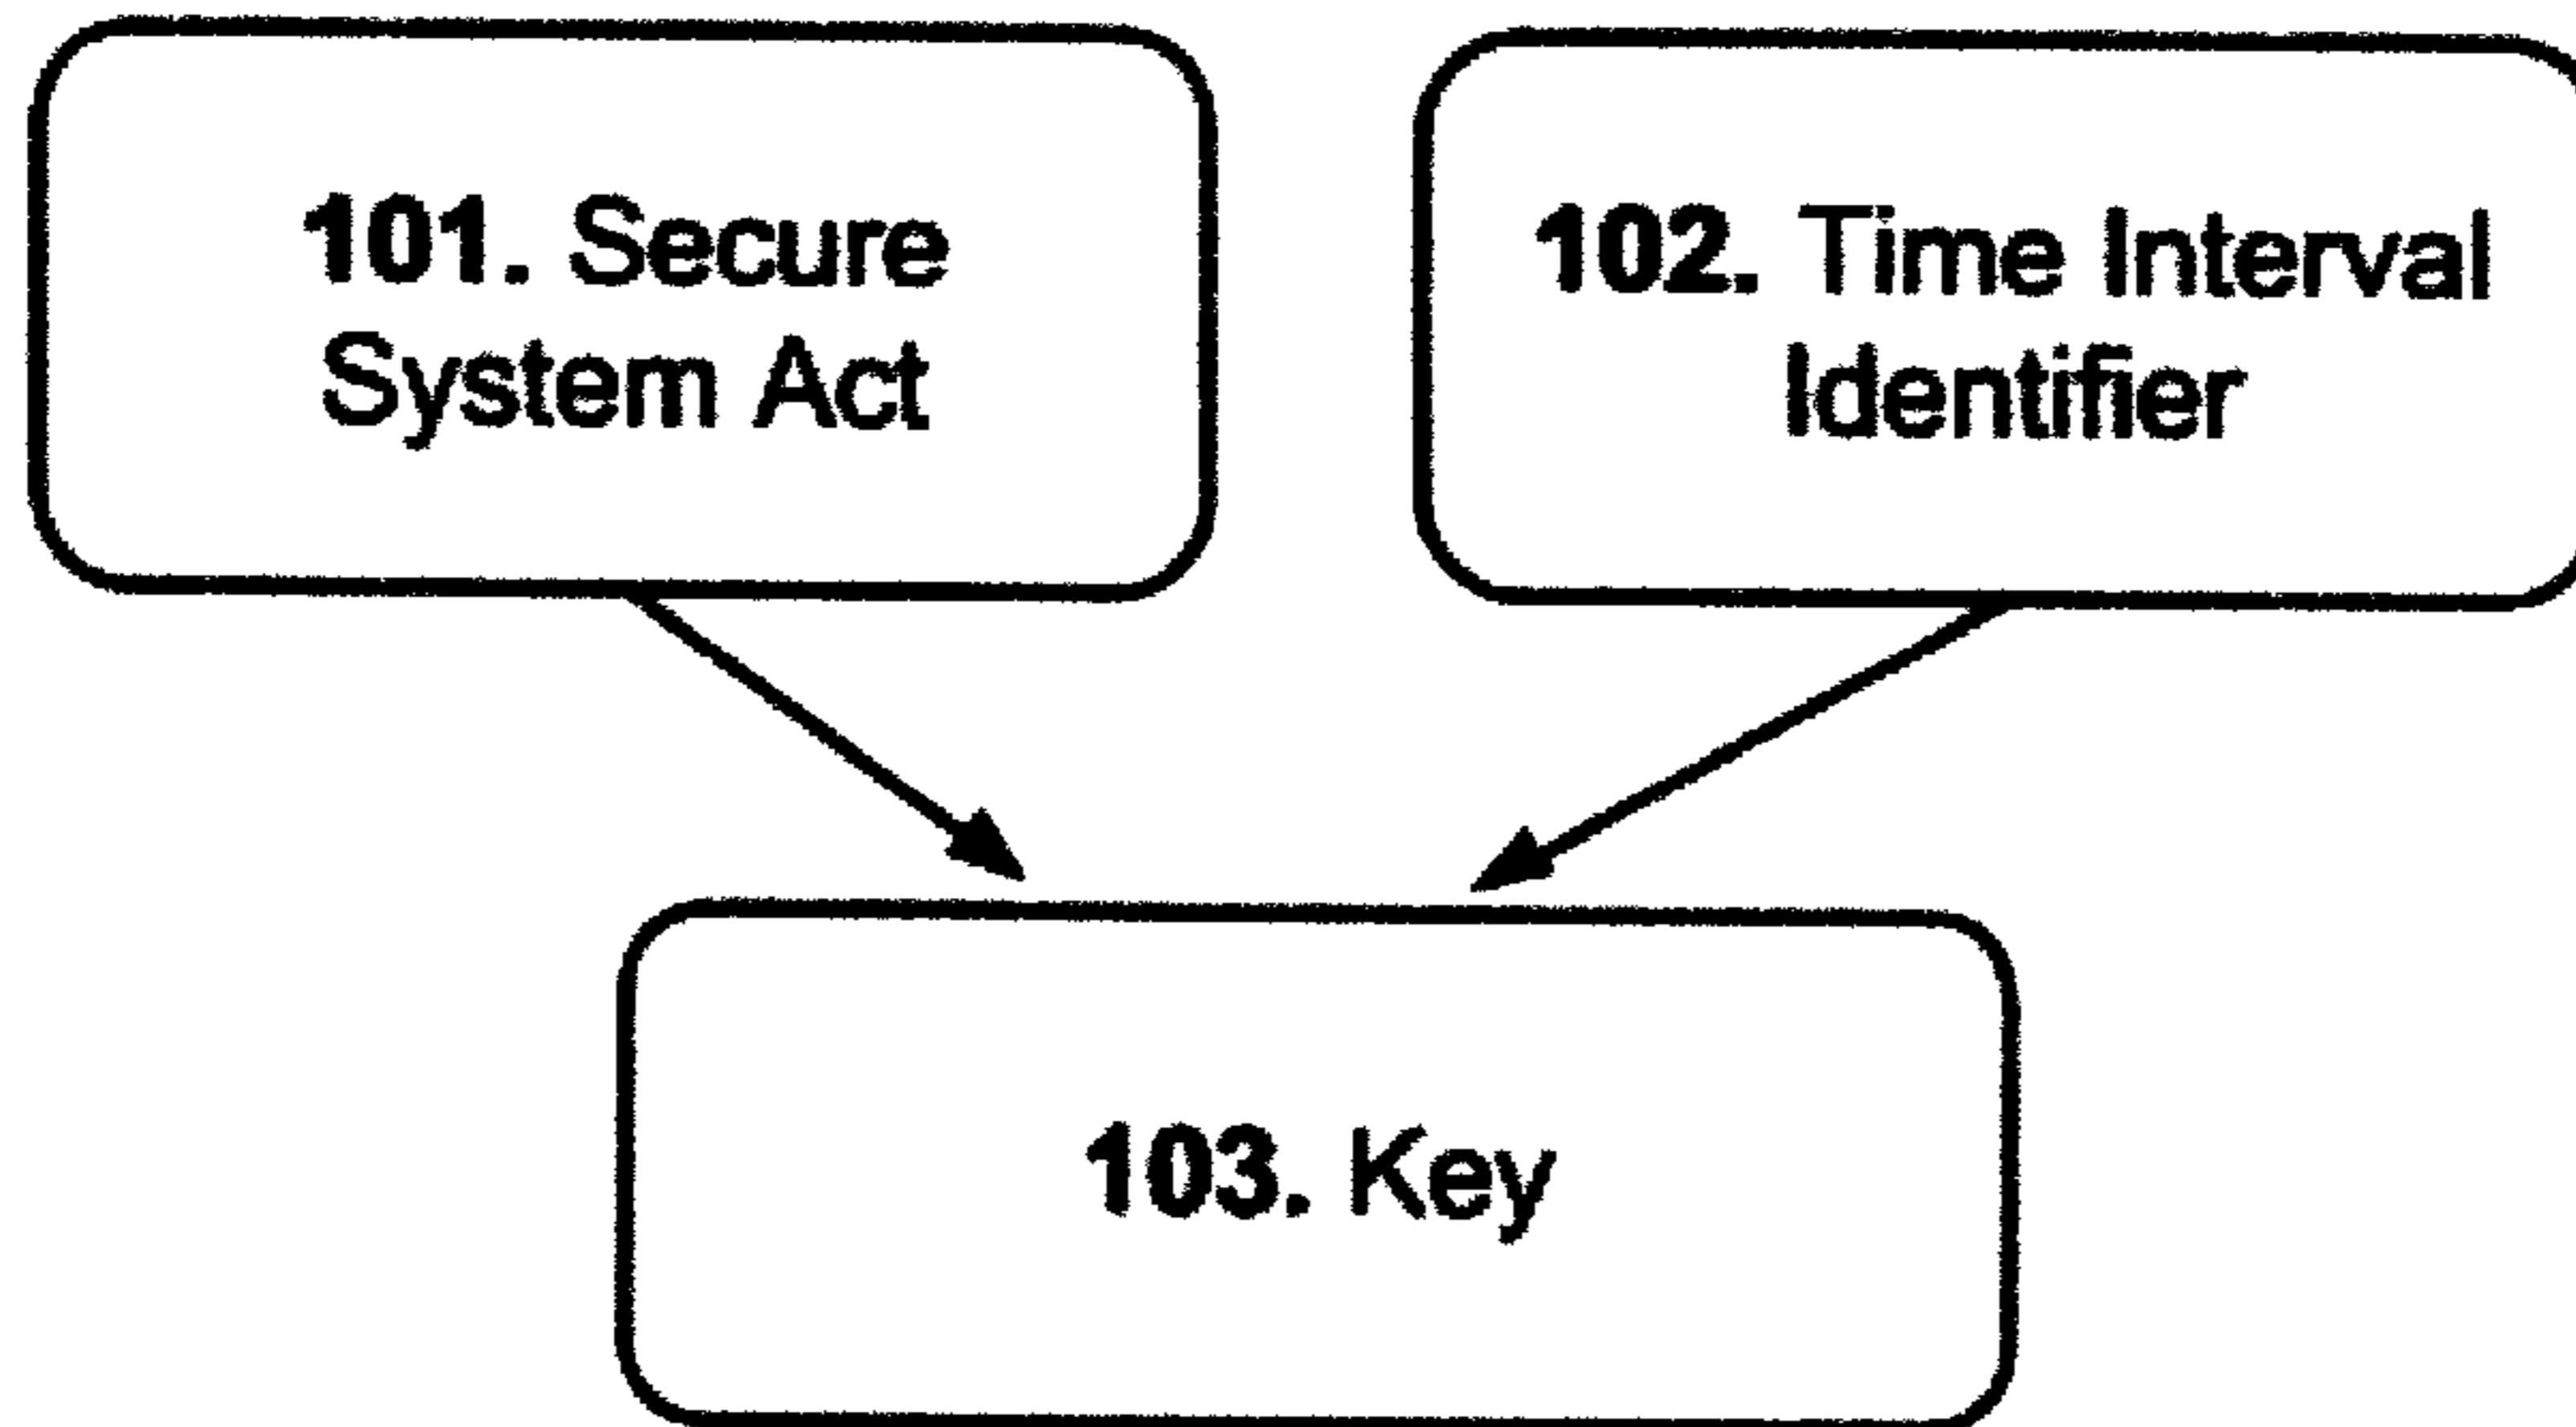 101. Secure
System Act
102. Time Interval
Identifier
103. Key